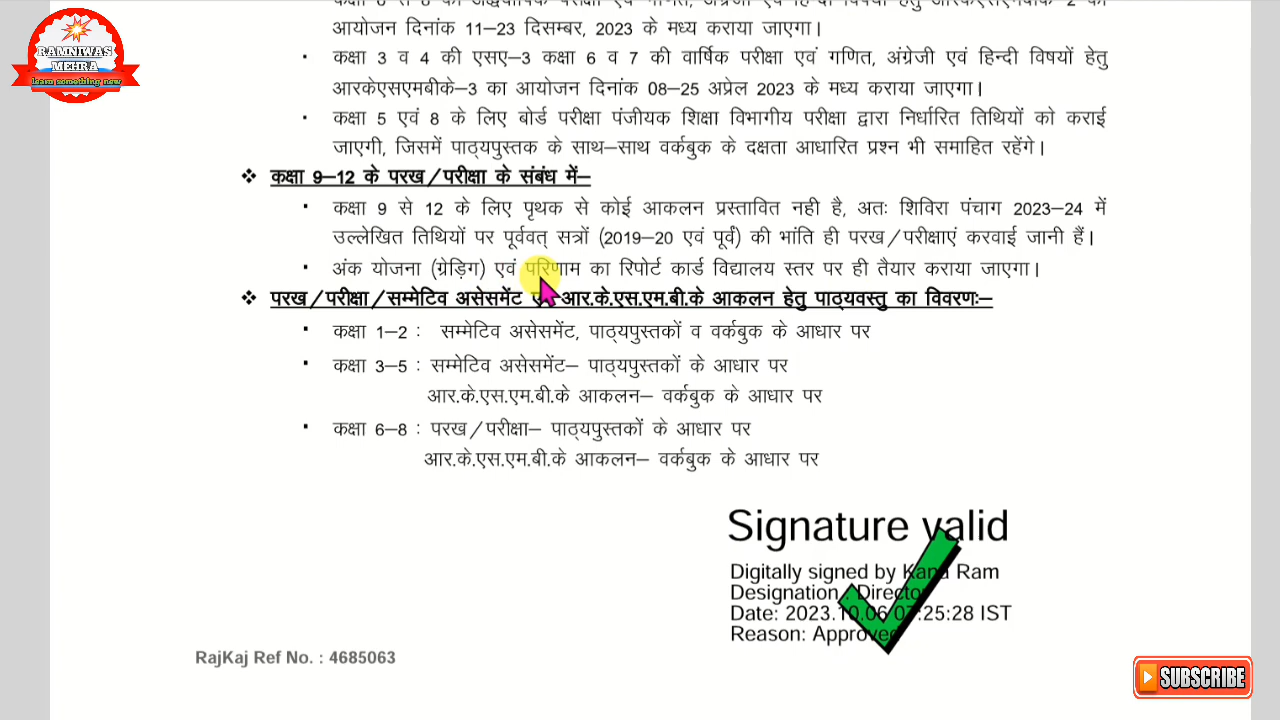 RAMNIWAS
MEHRA
Learn something new
आयोजन दिनांक 11–23 दिसम्बर, 2023 के मध्य कराया जाएगा।
▪ कक्षा 3 व 4 की एसए–3 कक्षा 6 व 7 की वार्षिक परीक्षा एवं गणित, अंग्रेजी एवं हिन्दी विषयों हेतु
आरकेएसएमबीके–3 का आयोजन दिनांक 08–25 अप्रेल 2023 के मध्य कराया जाएगा।
▪ कक्षा 5 एवं 8 के लिए बोर्ड परीक्षा पंजीयक शिक्षा विभागीय परीक्षा द्वारा निर्धारित तिथियों को कराई
जाएगी, जिसमें पाठ्यपुस्तक के साथ–साथ वर्कबुक के दक्षता आधारित प्रश्न भी समाहित रहेंगे।
❖ कक्षा 9–12 के परख/परीक्षा के संबंध में–
▪ कक्षा 9 से 12 के लिए पृथक से कोई आकलन प्रस्तावित नही है, अतः शिविरा पंचाग 2023–24 में
उल्लेखित तिथियों पर पूर्ववत् सत्रों (2019–20 एवं पूर्व) की भांति ही परख/परीक्षाएं करवाई जानी हैं।
▪ अंक योजना (ग्रेड़िग) एवं परिणाम का रिपोर्ट कार्ड विद्यालय स्तर पर ही तैयार कराया जाएगा।
❖ परख/परीक्षा/सम्मेटिव असेसमेंट आर.के.एस.एम.बी.के आकलन हेतु पाठ्यवस्तु का विवरणः–
▪ कक्षा 1–2 : सम्मेटिव असेसमेंट, पाठ्यपुस्तकों व वर्कबुक के आधार पर
▪ कक्षा 3–5 : सम्मेटिव असेसमेंट– पाठ्यपुस्तकों के आधार पर
आर.के.एस.एम.बी.के आकलन– वर्कबुक के आधार पर
▪ कक्षा 6–8 : परख/परीक्षा– पाठ्यपुस्तकों के आधार पर
आर.के.एस.एम.बी.के आकलन– वर्कबुक के आधार पर
Signature valid
Digitally signed by Kana Ram
Designation : Director
Date: 2023.10.06 07:25:28 IST
Reason: Approved
RajKaj Ref No. : 4685063
SUBSCRIBE